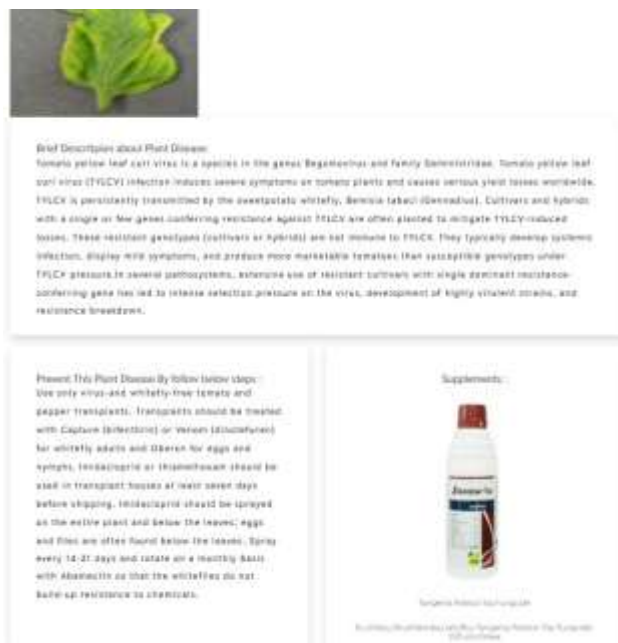 Brief Description about Plant Disease
Tomato yellow leaf curl virus is a species in the genus Begomovirus and family Geminiviridae. Tomato yellow leaf
curl virus (TYLCV) infection induces severe symptoms on tomato plants and causes serious yield losses worldwide.
TYLCV is persistently transmitted by the sweetpotato whitefly, Bemisia tabaci (Gennadius). Cultivars and hybrids
with a single or few genes conferring resistance against TYLCV are often planted to mitigate TYLCV-induced
losses. These resistant genotypes (cultivars or hybrids) are not immune to TYLCV. They typically develop systemic
infection, display mild symptoms, and produce more marketable tomatoes than susceptible genotypes under
TYLCV pressure.In several pathosystems, extensive use of resistant cultivars with single dominant resistance-
conferring gene has led to intense selection pressure on the virus, development of highly virulent strains, and
resistance breakdown.
Prevent This Plant Disease By follow below steps :
Use only virus-and whitefly-free tomato and
pepper transplants. Transplants should be treated
with Capture (bifenthrin) or Venom (dinotefuran)
for whitefly adults and Oberon for eggs and
nymphs. Imidacloprid or thiamethoxam should be
used in transplant houses at least seven days
before shipping. Imidacloprid should be sprayed
on the entire plant and below the leaves; eggs
and flies are often found below the leaves. Spray
every 14-21 days and rotate on a monthly basis
with Abamectin so that the whiteflies do not
build-up resistance to chemicals.
Supplements :